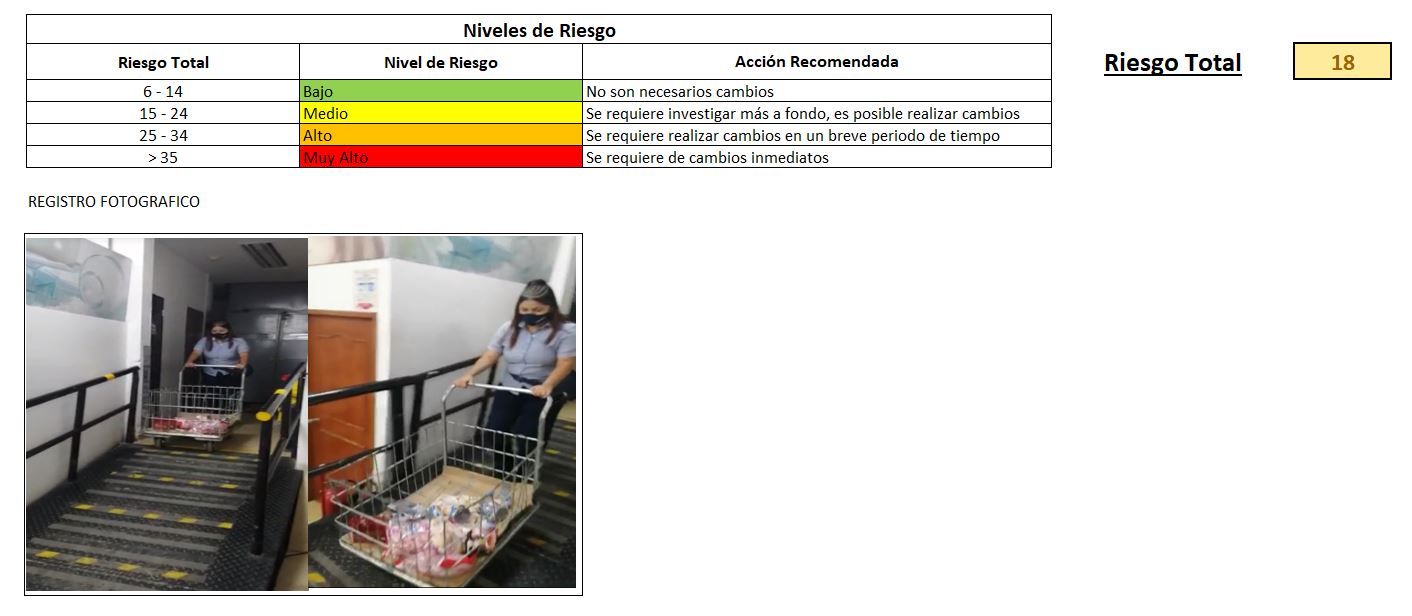 Niveles de Riesgo
Riesgo Total Nivel de Riesgo Acción Recomendada
6 - 14 Bajo No son necesarios cambios
15 - 24 Medio Se requiere investigar más a fondo, es posible realizar cambios
25 - 34 Alto Se requiere realizar cambios en un breve periodo de tiempo
> 35 Muy Alto Se requiere de cambios inmediatos
Riesgo Total 18
REGISTRO FOTOGRAFICO